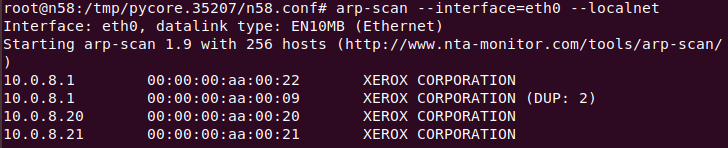 root@n58:/tmp/pycore.35207/n58.conf# arp-scan --interface=eth0 --localnet
Interface: eth0, datalink type: EN10MB (Ethernet)
Starting arp-scan 1.9 with 256 hosts (http://www.nta-monitor.com/tools/arp-scan/
)
10.0.8.1        00:00:00:aa:00:22       XEROX CORPORATION
10.0.8.1        00:00:00:aa:00:09       XEROX CORPORATION (DUP: 2)
10.0.8.20       00:00:00:aa:00:20       XEROX CORPORATION
10.0.8.21       00:00:00:aa:00:21       XEROX CORPORATION